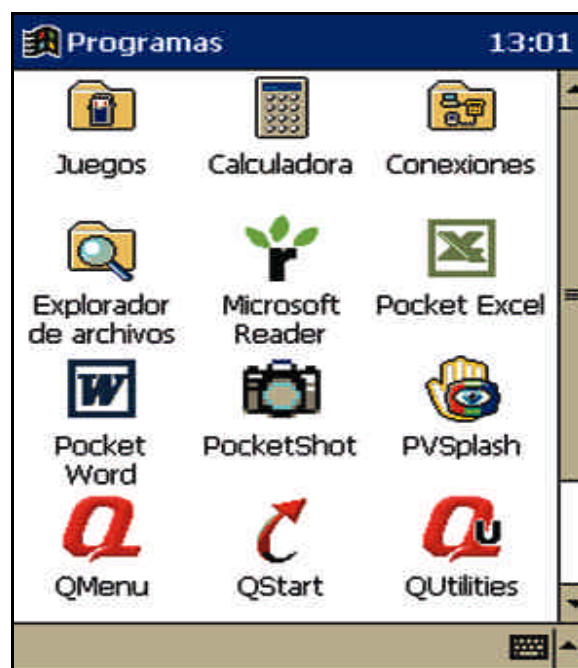 Programas 13:01
Juegos Calculadora Conexiones
Explorador de archivos
Microsoft Reader
Pocket Excel
Pocket Word
PocketShot
PVSplash
QMenu QStart QUtilities